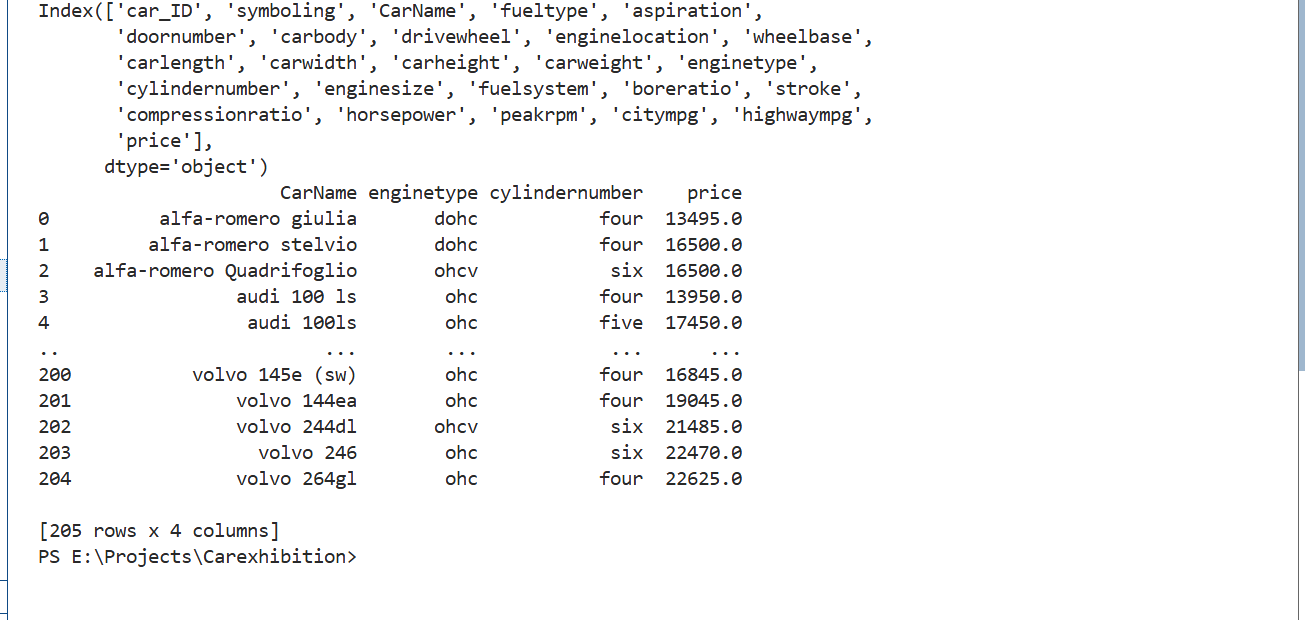 Index(['car_ID', 'symboling', 'CarName', 'fueltype', 'aspiration',
       'doornumber', 'carbody', 'drivewheel', 'enginelocation', 'wheelbase',
       'carlength', 'carwidth', 'carheight', 'carweight', 'enginetype',
       'cylindernumber', 'enginesize', 'fuelsystem', 'boreratio', 'stroke',
       'compressionratio', 'horsepower', 'peakrpm', 'citympg', 'highwaympg',
       'price'],
      dtype='object')
                      CarName enginetype cylindernumber    price
0          alfa-romero giulia       dohc           four  13495.0
1         alfa-romero stelvio       dohc           four  16500.0
2    alfa-romero Quadrifoglio       ohcv            six  16500.0
3                 audi 100 ls        ohc           four  13950.0
4                  audi 100ls        ohc           five  17450.0
..                        ...        ...            ...      ...
200           volvo 145e (sw)        ohc           four  16845.0
201               volvo 144ea        ohc           four  19045.0
202               volvo 244dl       ohcv            six  21485.0
203                 volvo 246        ohc            six  22470.0
204               volvo 264gl        ohc           four  22625.0
[205 rows x 4 columns]
PS E:\Projects\Carexhibition>